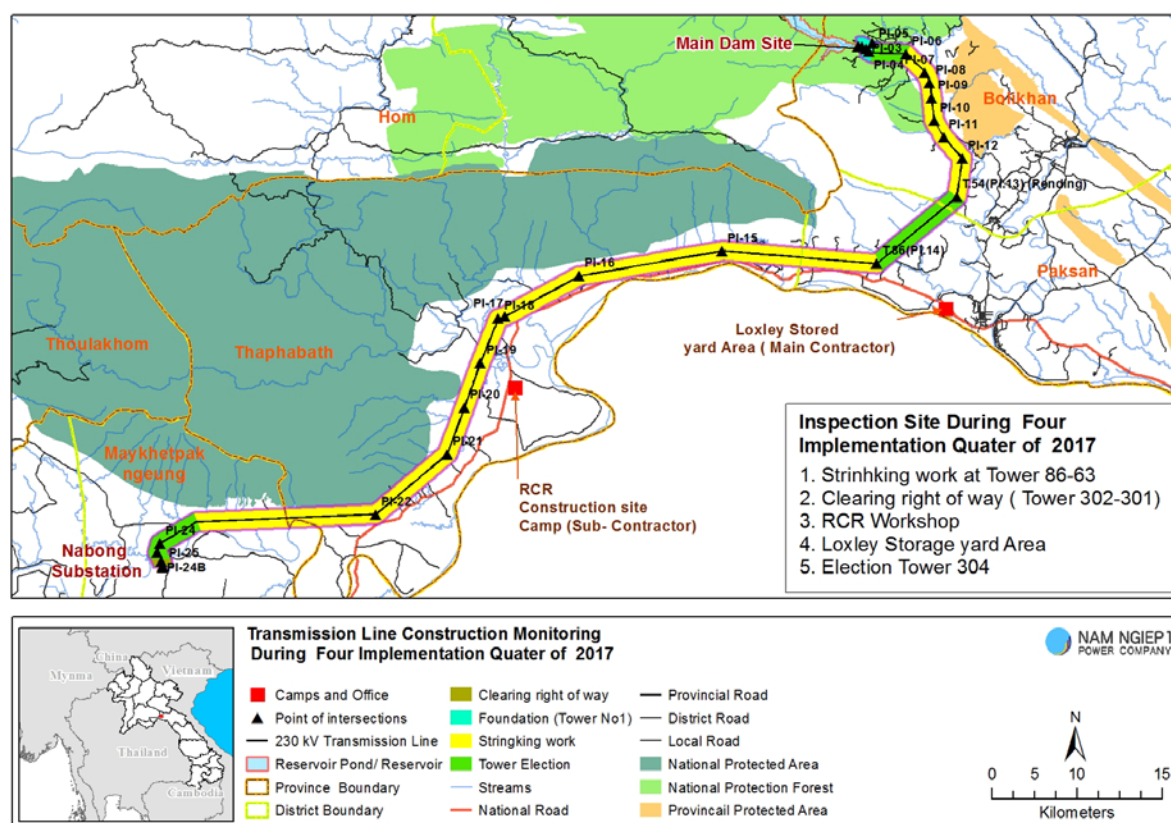 Main Dam Site
PI-05
PI-06
PI-03
PI-07
PI-04
PI-08
PI-09
Bolikhan
PI-10
Hom
PI-11
PI-12
T.54(PI.13) (Pending)
PI-15
T.86(PI.14)
PI-16
Paksan
PI-17
PI-18
Loxley Stored
yard Area ( Main Contractor)
Thoulakhom
Thaphabath
PI-19
PI-20
PI-21
Maykhetpak
ngeung
RCR
Construction site
Camp (Sub- Contractor)
PI-22
PI-24
Nabong
Substation
PI-25
PI-24B
Inspection Site During Four
Implementation Quater of 2017
1. Strinhking work at Tower 86-63
2. Clearing right of way ( Tower 302-301)
3. RCR Workshop
4. Loxley Storage yard Area
5. Election Tower 304
China
Mynma
Vietnam
Thailand
Cambodia
Transmission Line Construction Monitoring
During Four Implementation Quater of 2017
Camps and Office
Point of intersections
230 kV Transmission Line
Reservoir Pond/ Reservoir
Province Boundary
District Boundary
Clearing right of way
Foundation (Tower No1)
Stringking work
Tower Election
Streams
National Road
Provincial Road
District Road
Local Road
National Protected Area
National Protection Forest
Provincail Protected Area
NAM NGIEP1
POWER COMPANY
N
0 5 10 15
Kilometers